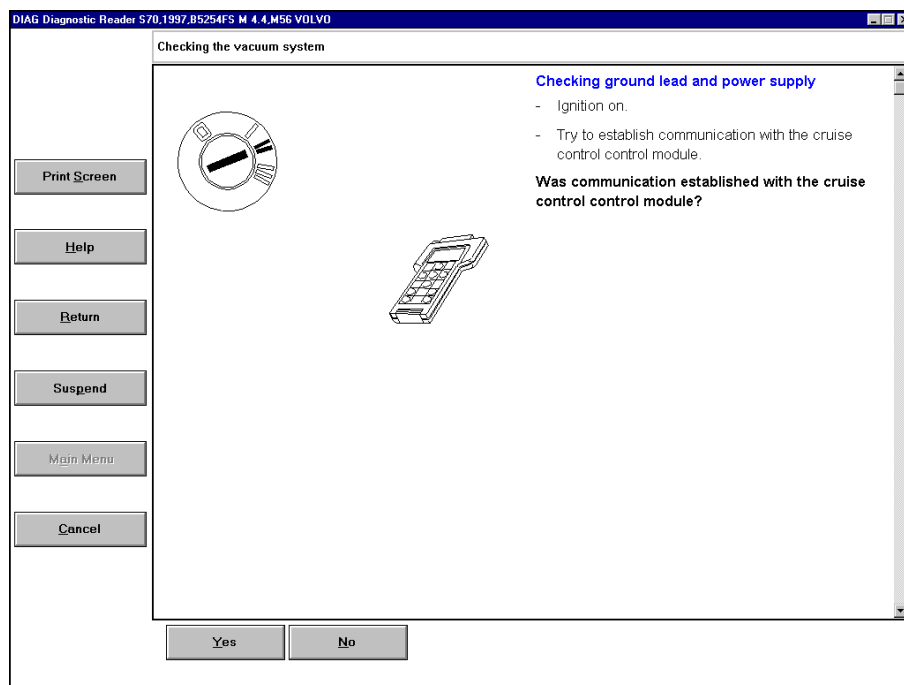 DIAG Diagnostic Reader S70,1997,B5254FS M 4.4,M56 VOLVO
Checking the vacuum system
Print Screen
Help
Return
Suspend
Main Menu
Cancel
Checking ground lead and power supply
- Ignition on.
- Try to establish communication with the cruise
control control module.
Was communication established with the cruise
control control module?
Yes
No